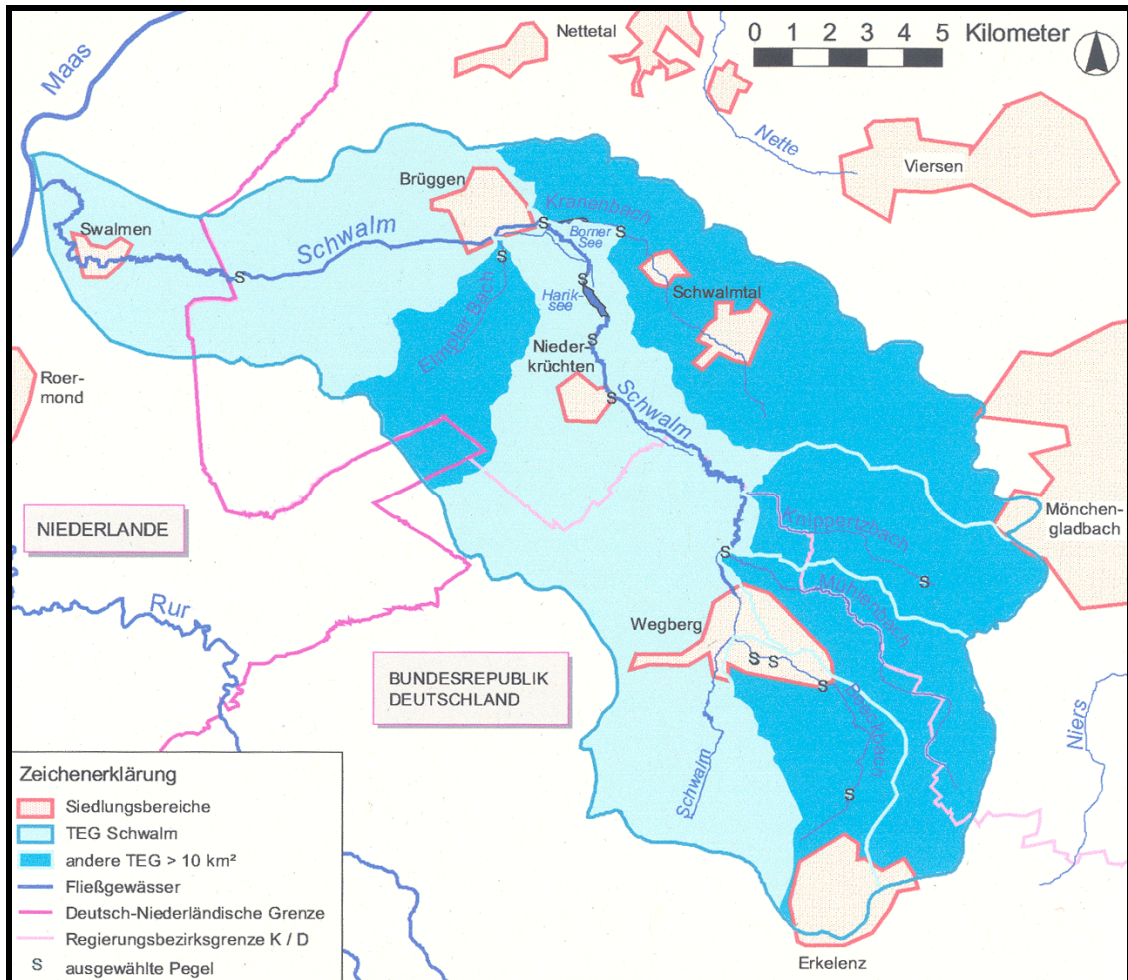 Nettetal
0 1 2 3 4 5 Kilometer
Maas
Nette
Viersen
Brüggen
Krahenbach
Swalmen
Schwalm
Borner
See
Elmpter Bach
Harik-
see
Schwalmtal
Nieder-
krüchten
Roer-
mond
Schwalm
NIEDERLANDE
Knippertzbach
Mönchen-
gladbach
Rur
Mühlenbach
Wegberg
BUNDESREPUBLIK
DEUTSCHLAND
Beeckbach
Niers
Schwalm
Erkelenz
Zeichenerklärung
Siedlungsbereiche
TEG Schwalm
andere TEG > 10 km²
Fließgewässer
Deutsch-Niederländische Grenze
Regierungsbezirksgrenze K / D
S ausgewählte Pegel
S
S
S
S
S
S
S
S
S
S
S
S
S